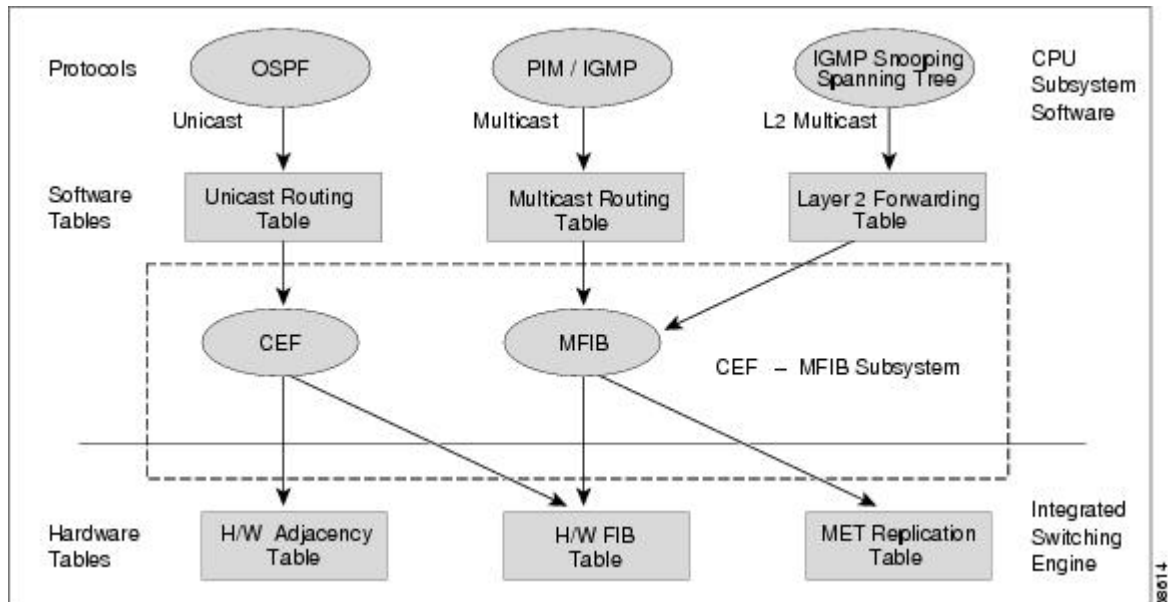 Protocols
OSPF
PIM / IGMP
IGMP Snooping
Spanning Tree
CPU
Subsystem
Software
Unicast
Multicast
L2 Multicast
Software
Tables
Unicast Routing
Table
Multicast Routing
Table
Layer 2 Forwarding
Table
CEF
MFIB
CEF – MFIB Subsystem
Hardware
Tables
H/W Adjacency
Table
H/W FIB
Table
MET Replication
Table
Integrated
Switching
Engine